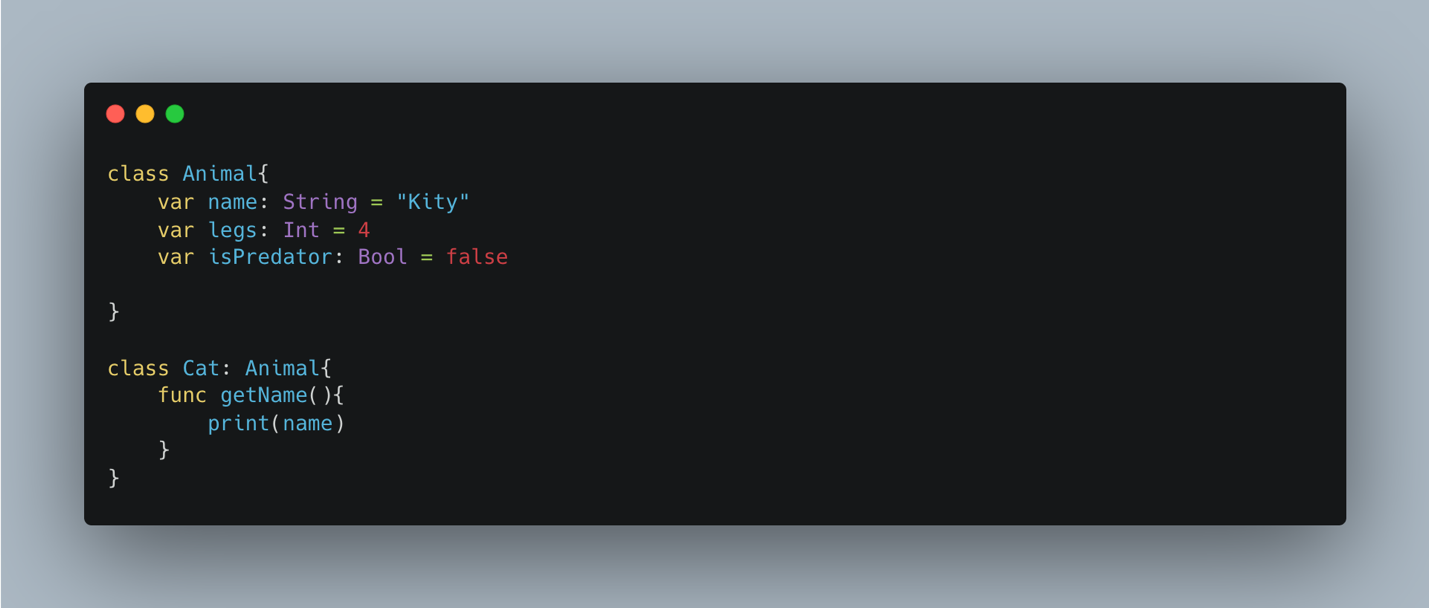 class Animal{
    var name: String = "Kity"
    var legs: Int = 4
    var isPredator: Bool = false

}

class Cat: Animal{
    func getName(){
        print(name)
    }
}